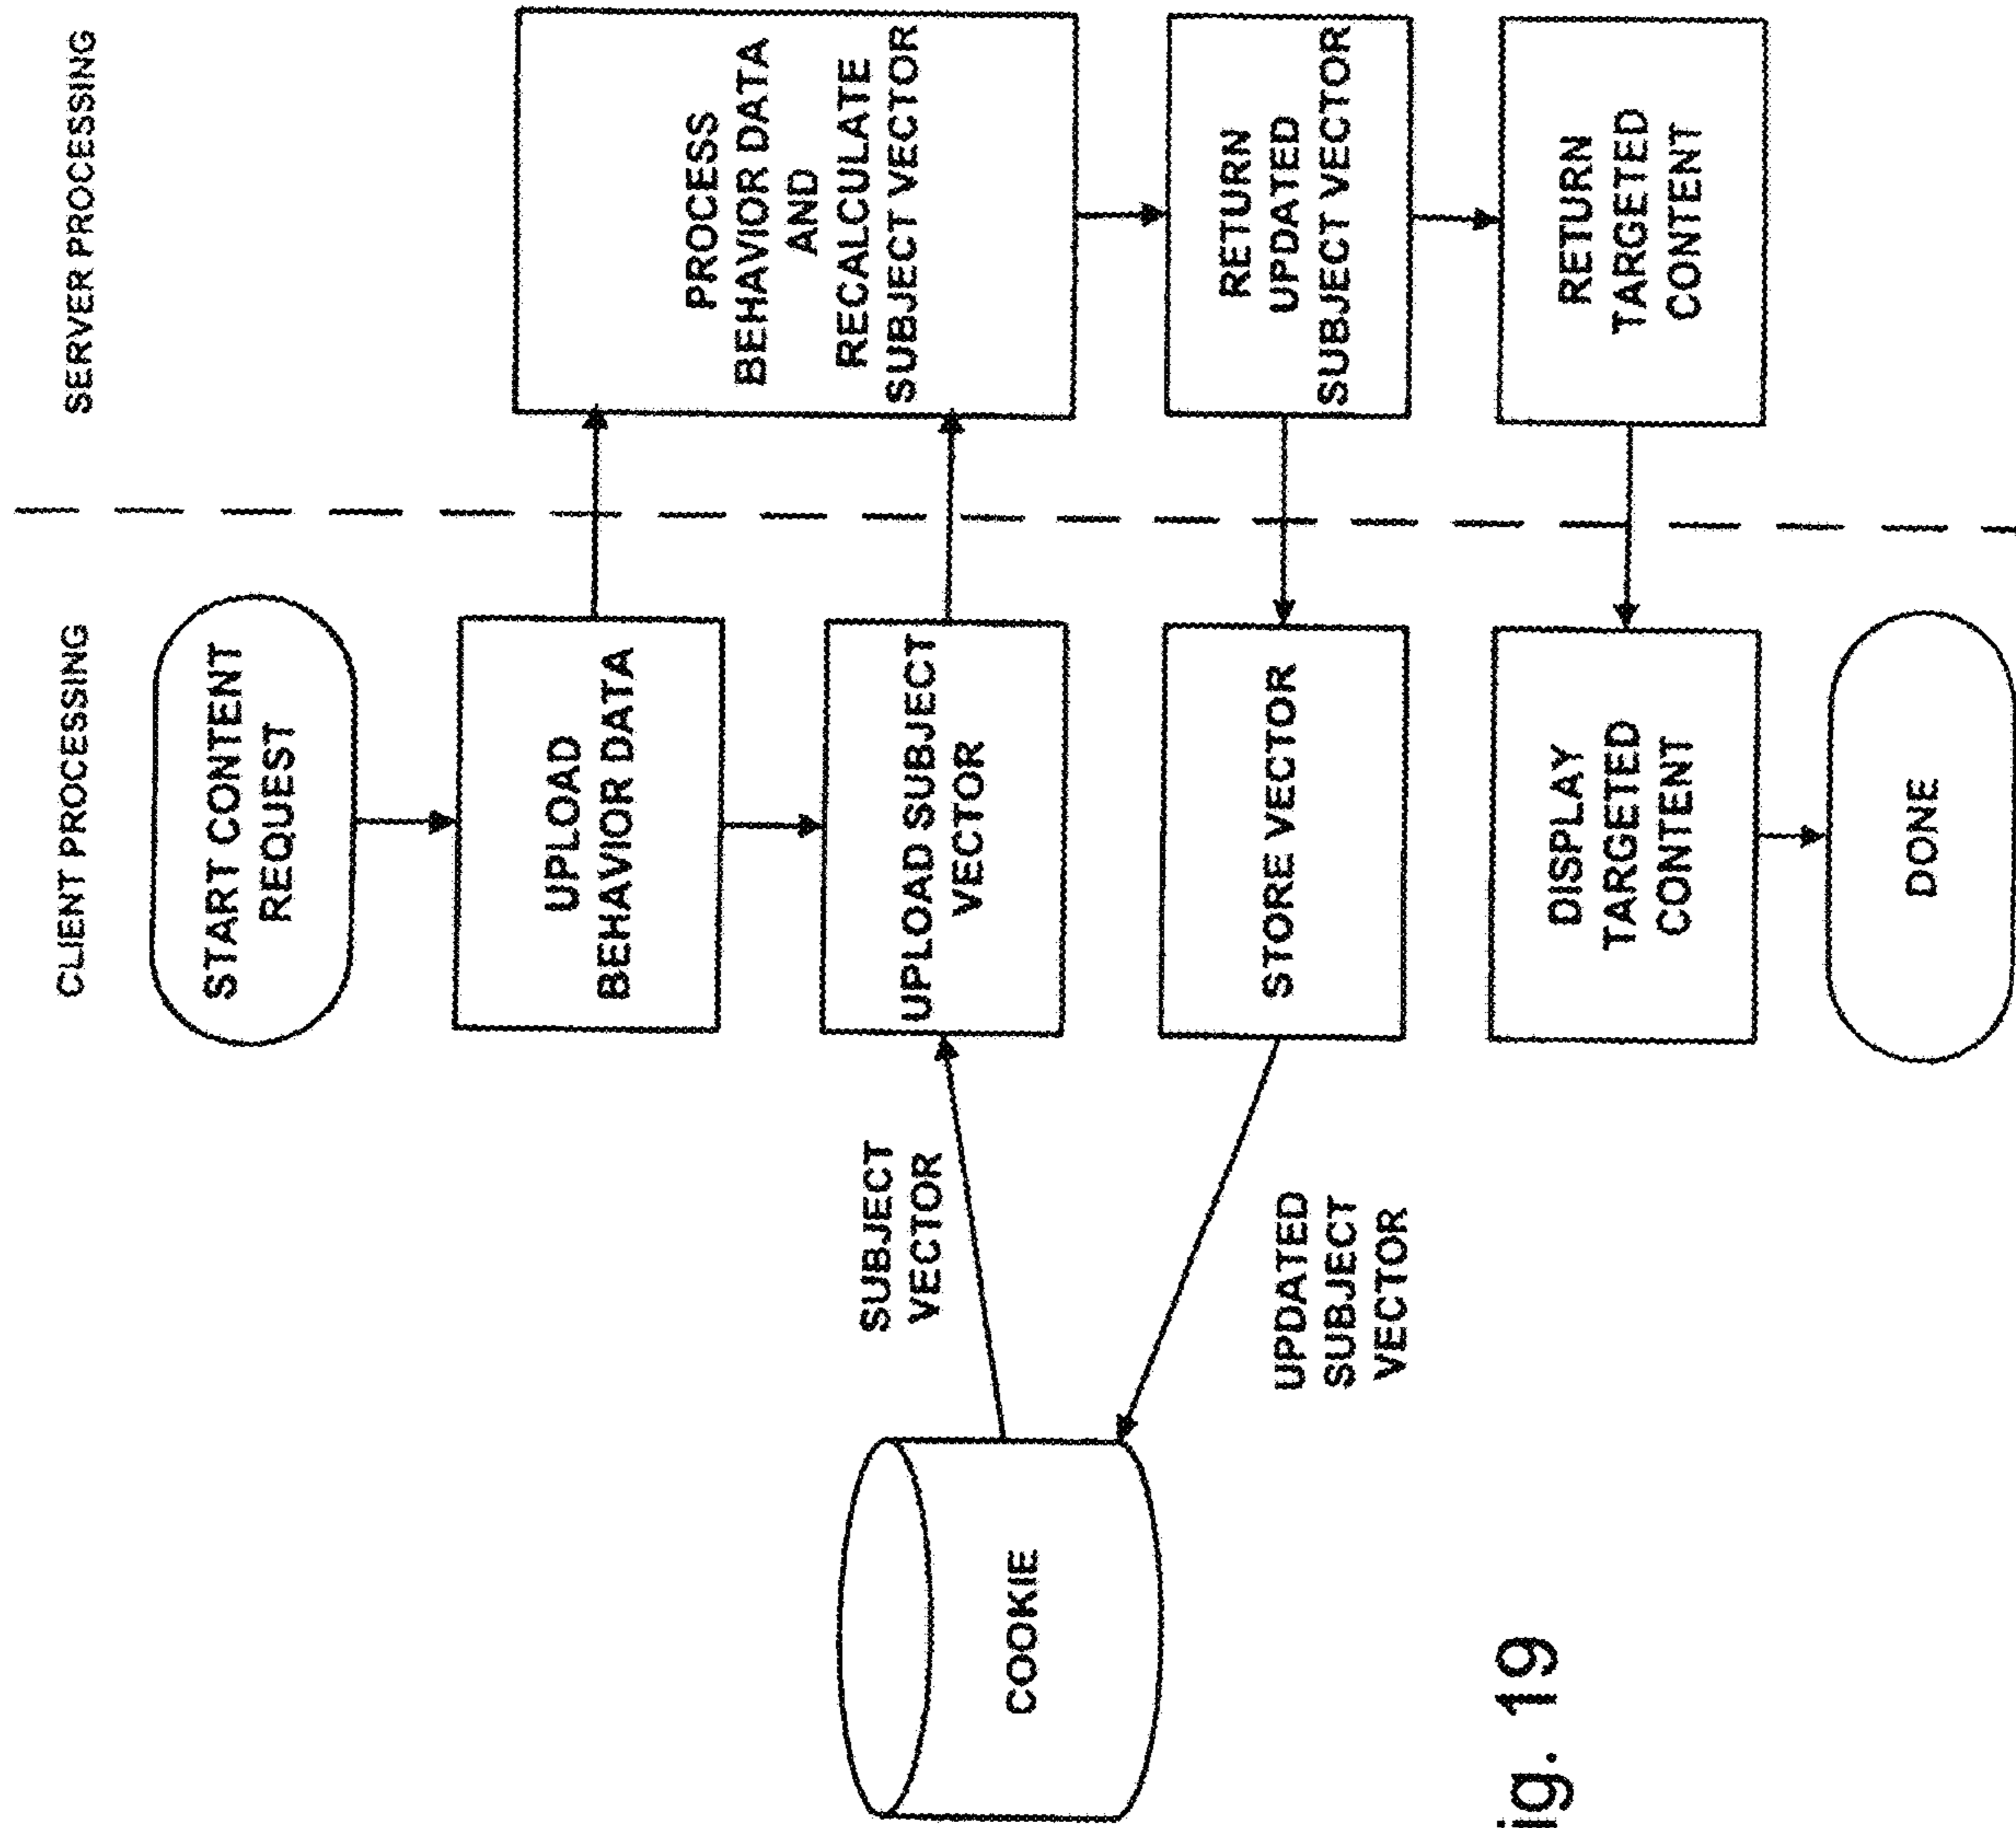 CLIENT PROCESSING
SERVER PROCESSING
START CONTENT
REQUEST
UPLOAD
BEHAVIOR DATA
PROCESS
BEHAVIOR DATA
AND
RECALCULATE
SUBJECT VECTOR
SUBJECT
VECTOR
UPLOAD SUBJECT
VECTOR
COOKIE
UPDATED
SUBJECT
VECTOR
STORE VECTOR
RETURN
UPDATED
SUBJECT VECTOR
DISPLAY
TARGETED
CONTENT
RETURN
TARGETED
CONTENT
DONE
ig. 19